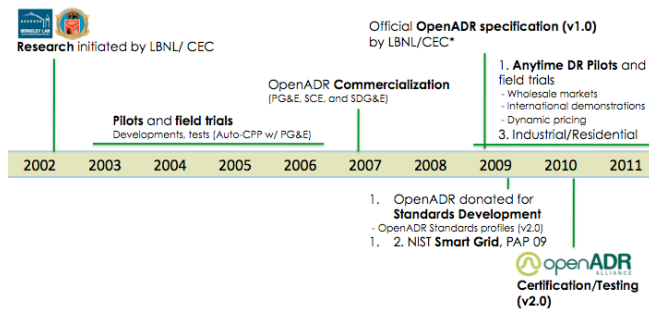 BERKELEY LAB
Research initiated by LBNL/ CEC
Official OpenADR specification (v1.0)
by LBNL/CEC*
OpenADR Commercialization
(PG&E, SCE, and SDG&E)
1. Anytime DR Pilots and
field trials
- Wholesale markets
- International demonstrations
- Dynamic pricing
3. Industrial/Residential
Pilots and field trials
Developments, tests (Auto-CPP w/ PG&E)
2002 2003 2004 2005 2006 2007 2008 2009 2010 2011
1. OpenADR donated for
Standards Development
- OpenADR Standards profiles (v2.0)
1. 2. NIST Smart Grid, PAP 09
openADR
ALLIANCE
Certification/Testing
(v2.0)